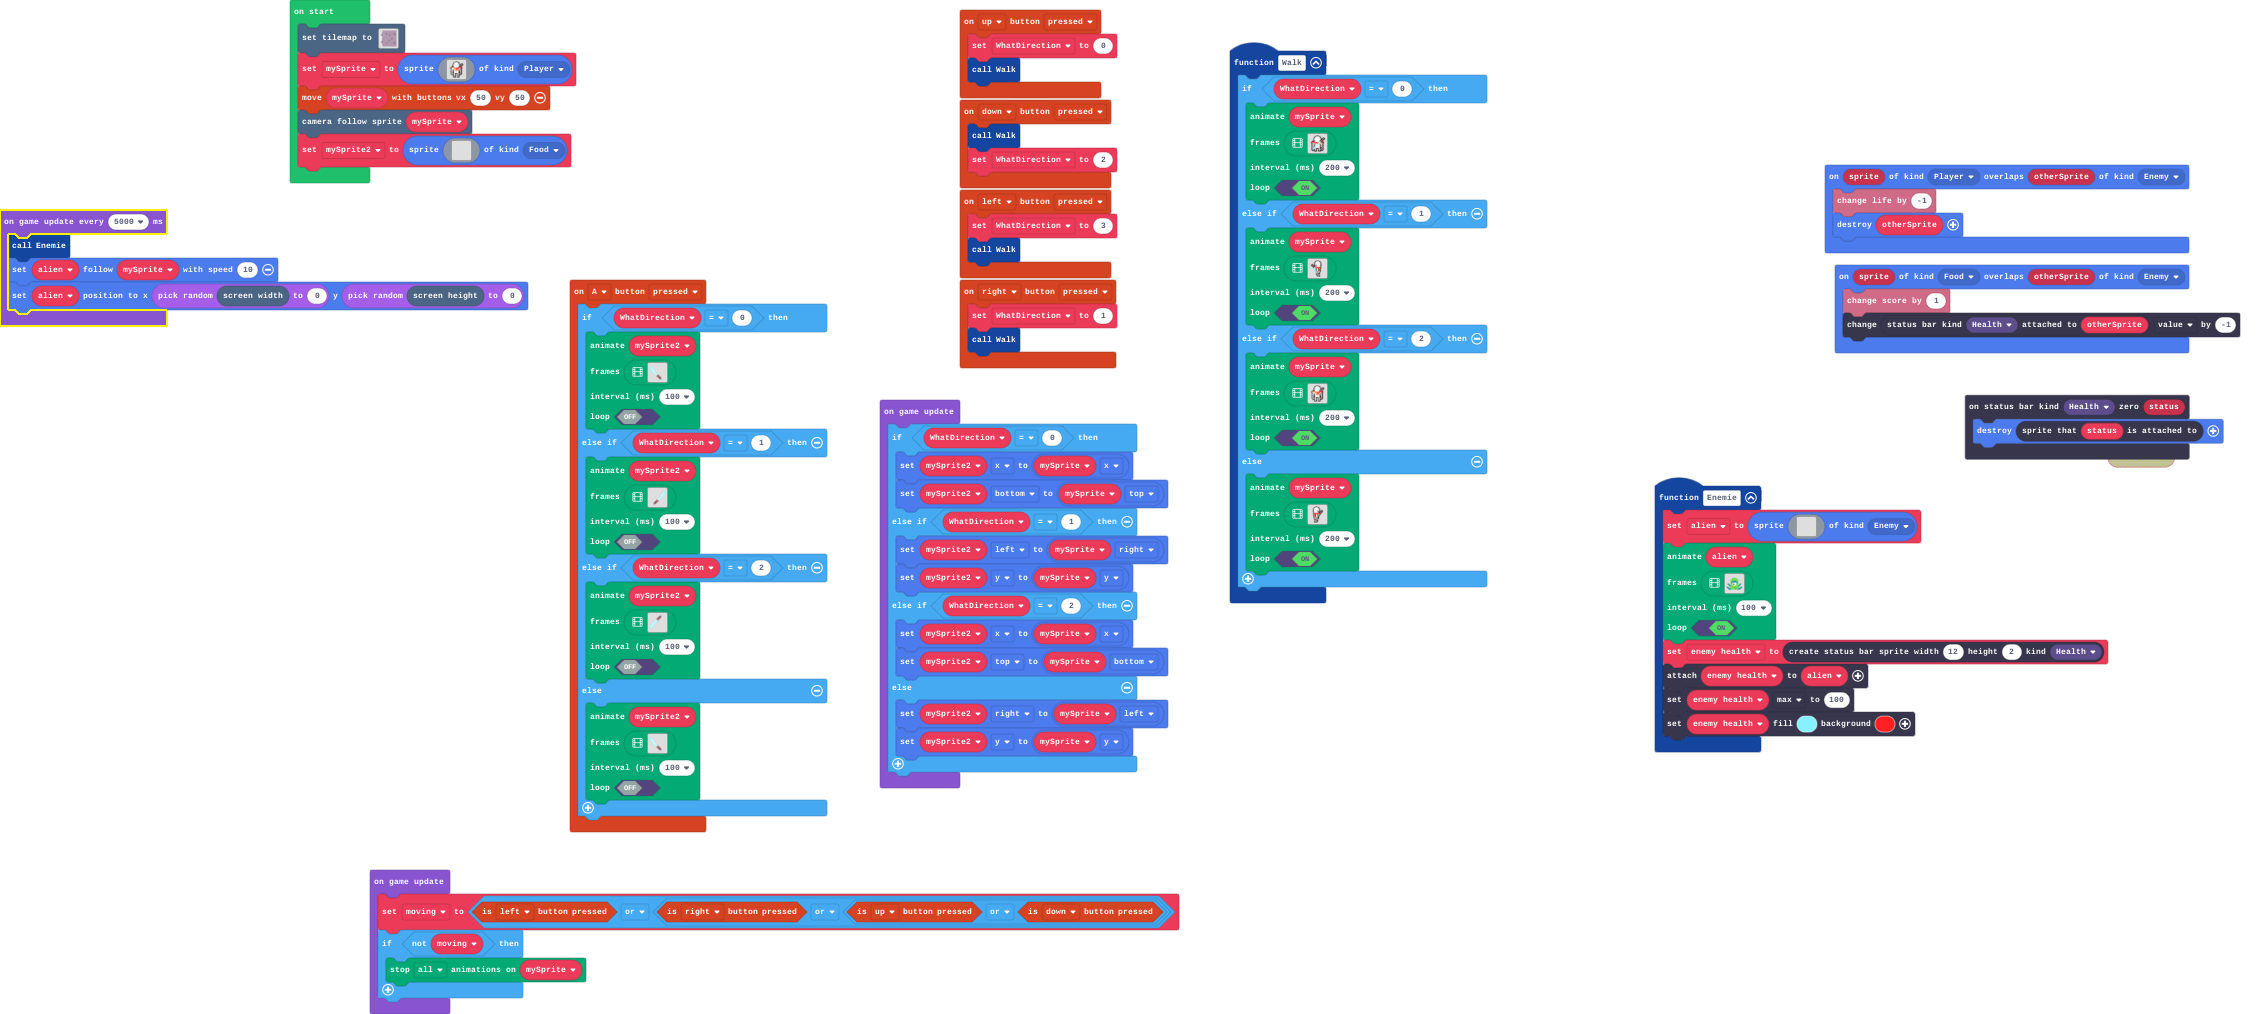 on start
set tilemap to
set mySprite to sprite of kind Player
move mySprite with buttons vx 50 vy 50
camera follow sprite mySprite
set mySprite2 to sprite of kind Food
on game update every 5000 ms
call Enemie
set alien follow mySprite with speed 10
set alien position to x pick random screen width to 0 y pick random screen height to 0
on A button pressed
if WhatDirection = 0 then
animate mySprite2
frames
interval (ms) 100
loop OFF
else if WhatDirection = 1 then
animate mySprite2
frames
interval (ms) 100
loop OFF
else if WhatDirection = 2 then
animate mySprite2
frames
interval (ms) 100
loop OFF
else
animate mySprite2
frames
interval (ms) 100
loop OFF
on up button pressed
set WhatDirection to 0
call Walk
on down button pressed
call Walk
set WhatDirection to 2
on left button pressed
set WhatDirection to 3
call Walk
on right button pressed
set WhatDirection to 1
call Walk
on game update
if WhatDirection = 0 then
set mySprite2 x to mySprite x
set mySprite2 bottom to mySprite top
else if WhatDirection = 1 then
set mySprite2 left to mySprite right
set mySprite2 y to mySprite y
else if WhatDirection = 2 then
set mySprite2 x to mySprite x
set mySprite2 top to mySprite bottom
else
set mySprite2 right to mySprite left
set mySprite2 y to mySprite y
function Walk
if WhatDirection = 0 then
animate mySprite
frames
interval (ms) 200
loop ON
else if WhatDirection = 1 then
animate mySprite
frames
interval (ms) 200
loop ON
else if WhatDirection = 2 then
animate mySprite
frames
interval (ms) 200
loop ON
else
animate mySprite
frames
interval (ms) 200
loop ON
on sprite of kind Player overlaps otherSprite of kind Enemy
change life by -1
destroy otherSprite
on sprite of kind Food overlaps otherSprite of kind Enemy
change score by 1
change status bar kind Health attached to otherSprite value by -1
on status bar kind Health zero status
destroy sprite that status is attached to
function Enemie
set alien to sprite of kind Enemy
animate alien
frames
interval (ms) 100
loop ON
set enemy health to create status bar sprite width 12 height 2 kind Health
attach enemy health to alien
set enemy health max to 100
set enemy health fill background
on game update
set moving to is left button pressed or is right button pressed or is up button pressed or is down button pressed
if not moving then
stop all animations on mySprite